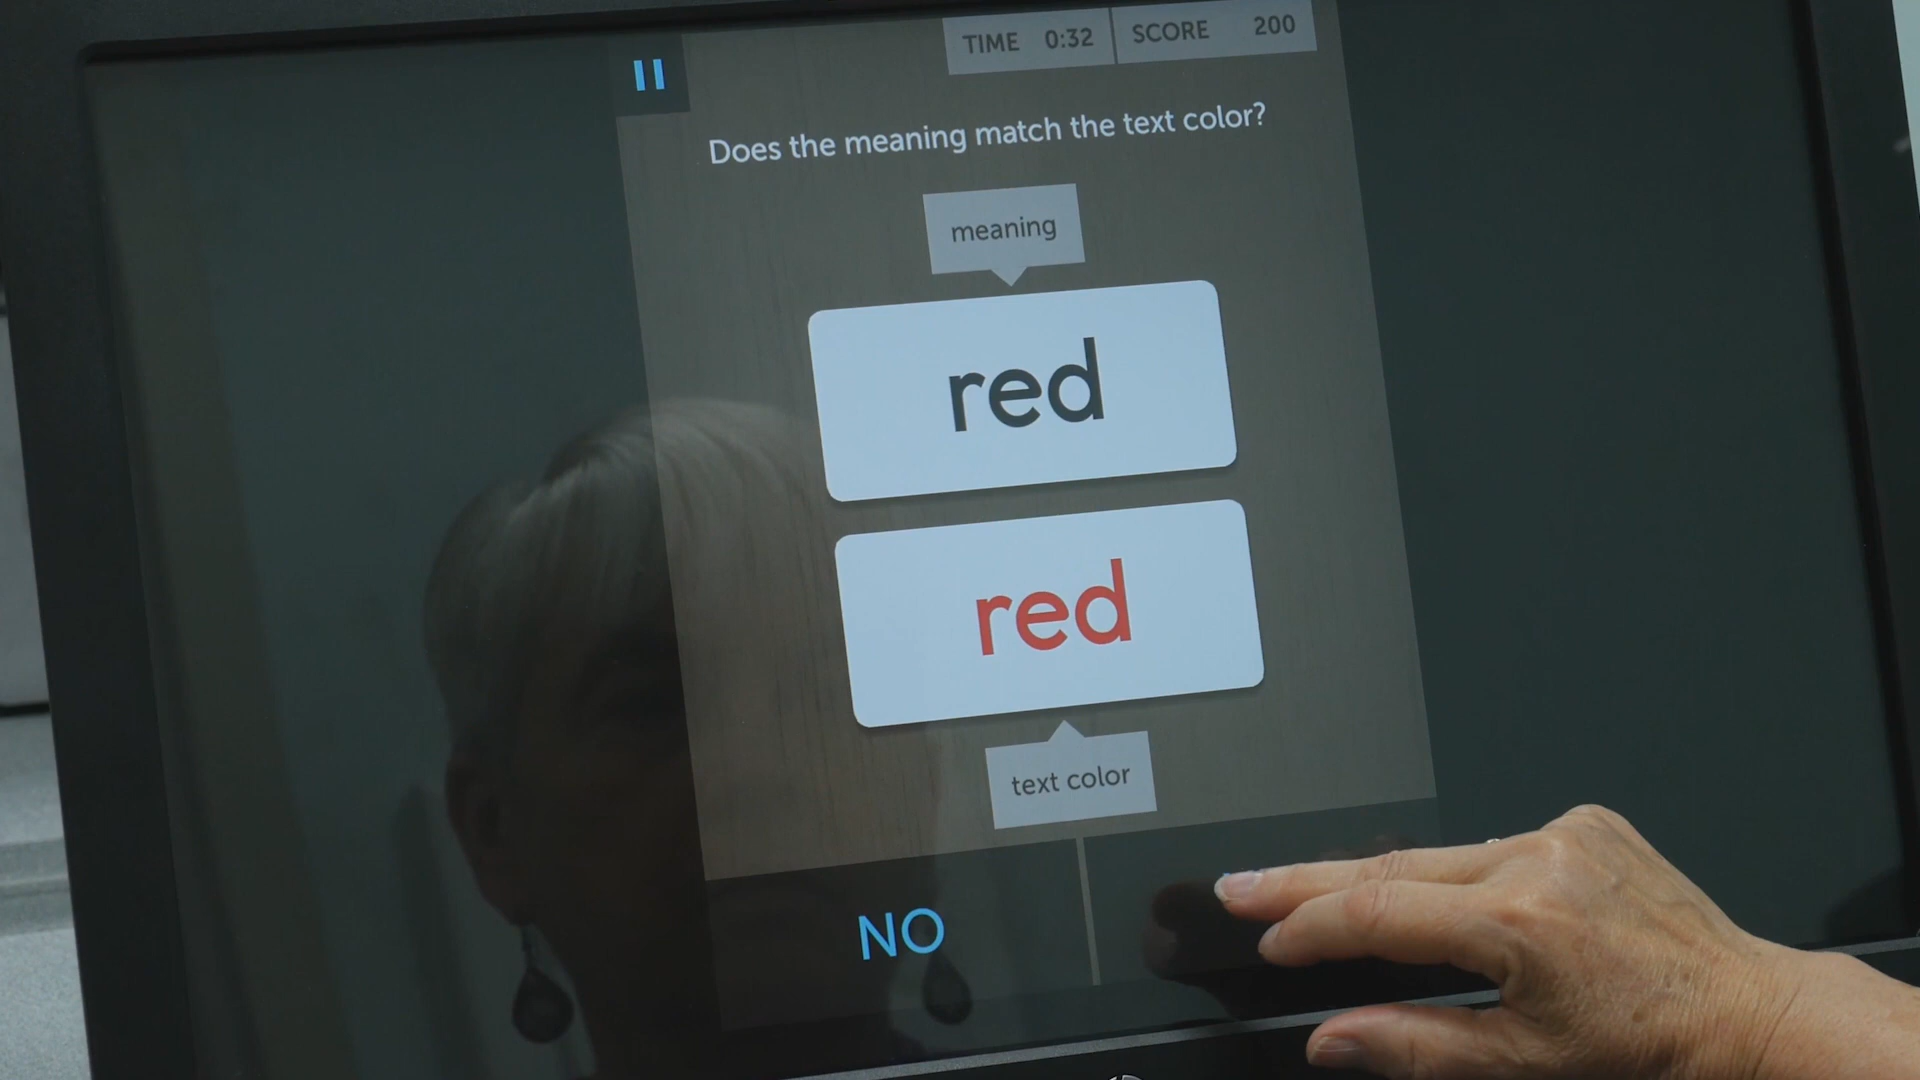 TIME 0:32 SCORE 200
Does the meaning match the text color?
meaning
red
red
text color
NO